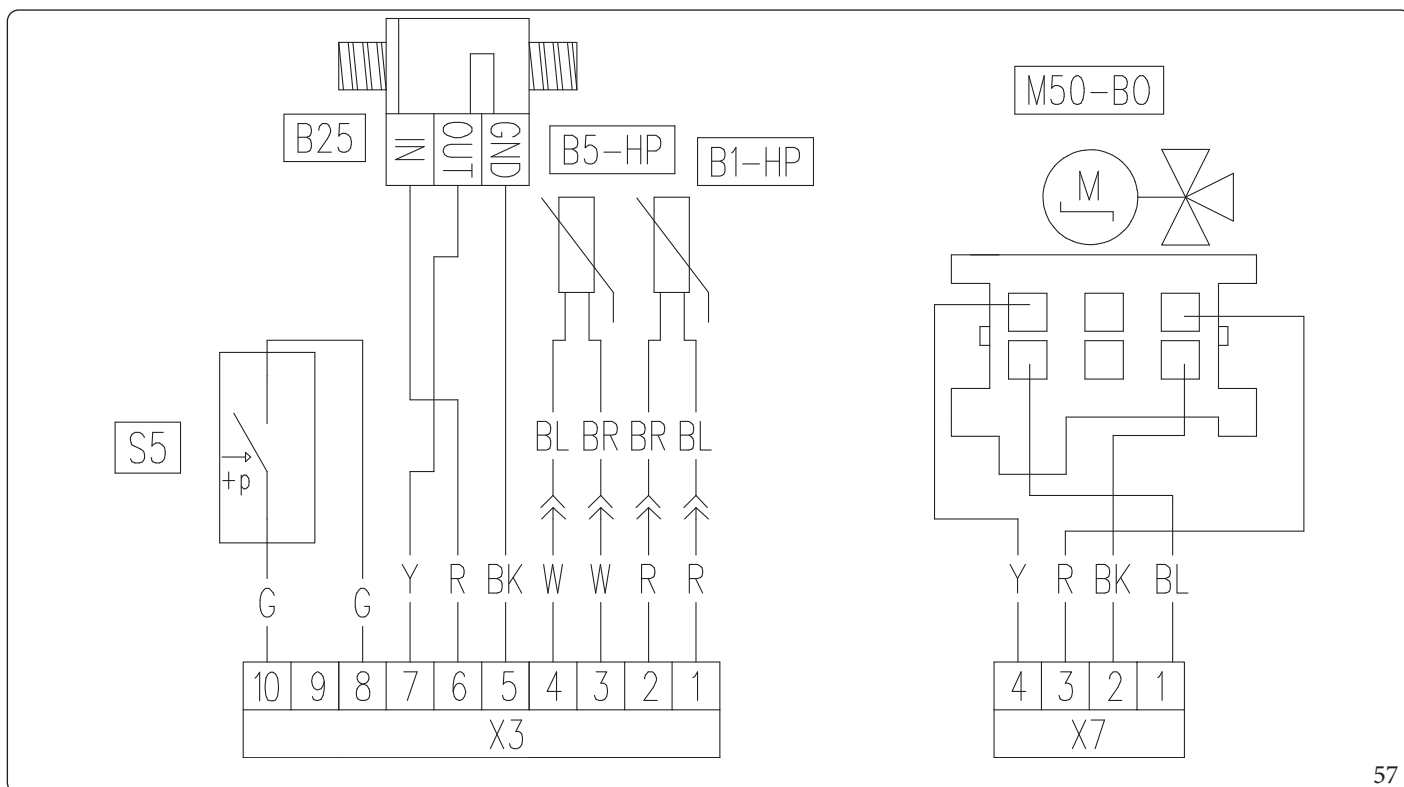 M50-B0
B25
IN
OUT
GND
B5-HP
B1-HP
M
S5
+p
BL BR BR BL
G G Y R BK W W R R
Y R BK BL
10 9 8 7 6 5 4 3 2 1
X3
4 3 2 1
X7
57